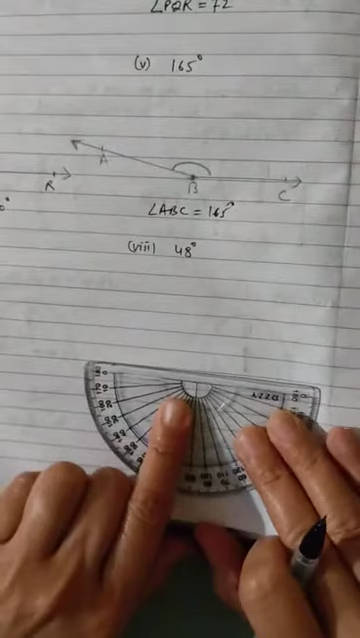 ∠PQR = 72
(v) 165°
A
R B C
∠ABC = 165°
(viii) 48°